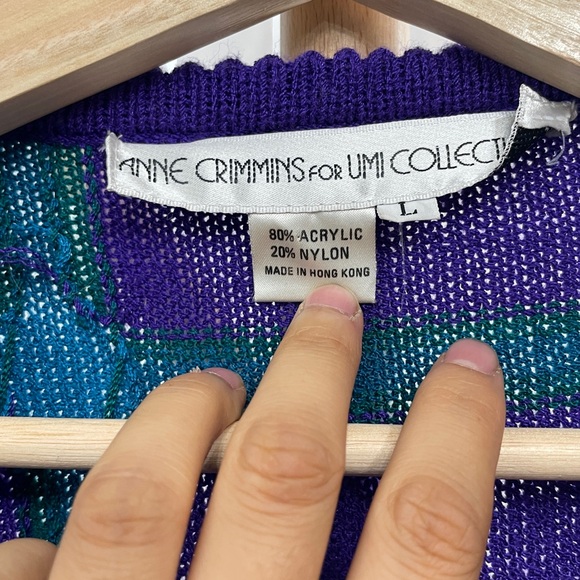 ANNE CRIMMINS FOR UMI COLLECT
L
80% ACRYLIC
20% NYLON
MADE IN HONG KONG